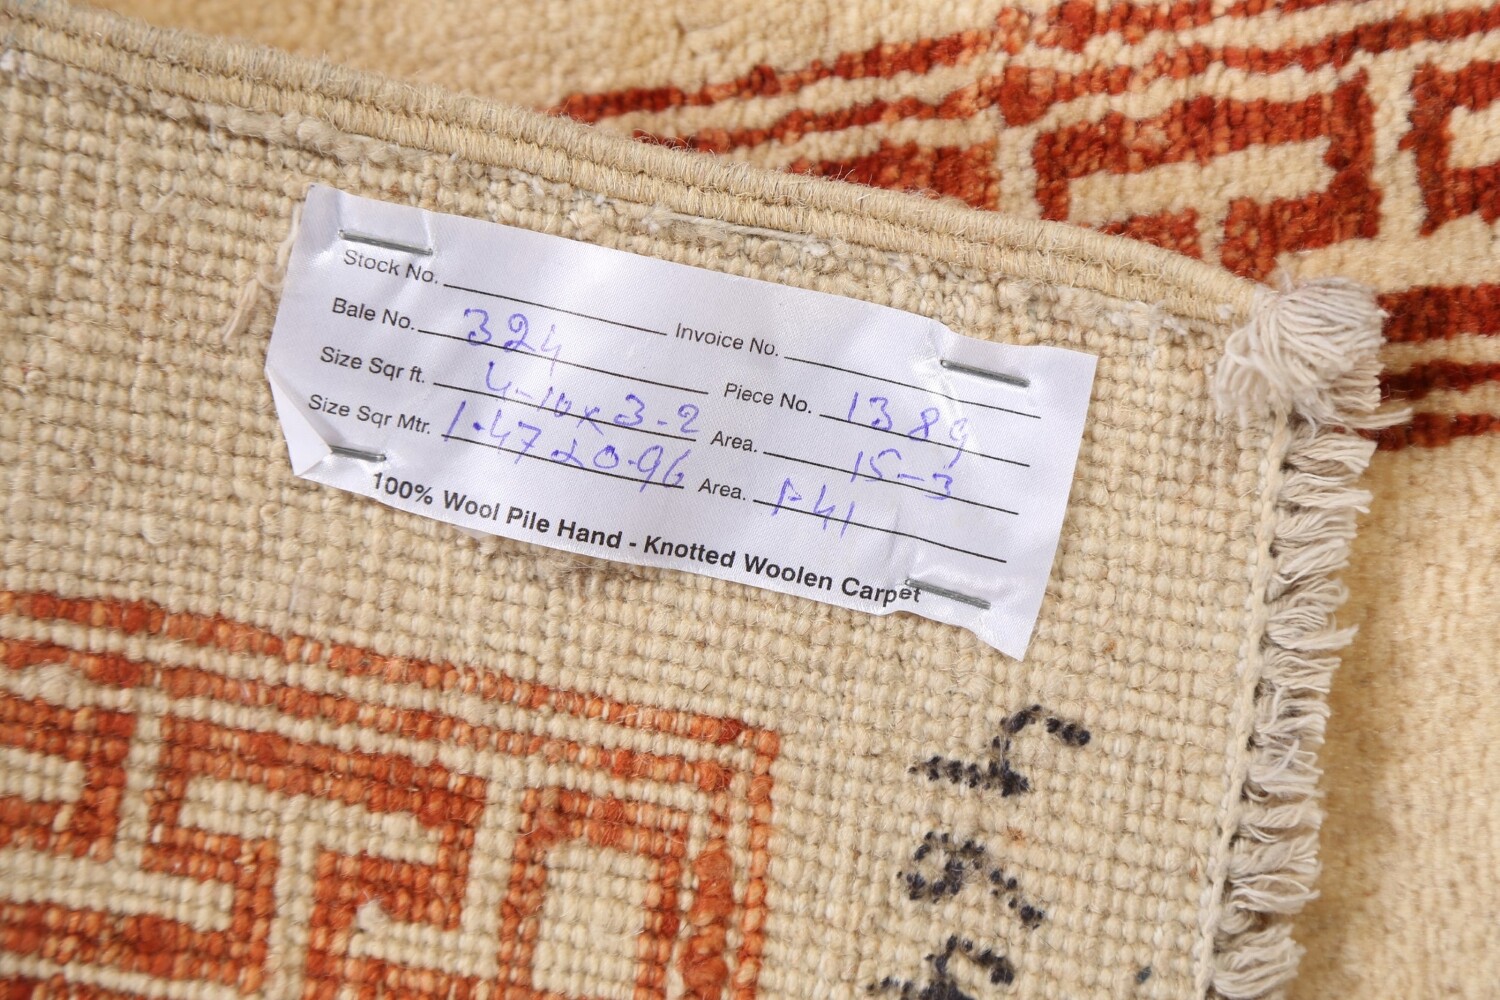 Stock No. Invoice No.
Bale No. 324 Piece No. 1389
Size Sqr ft. 4-10x3-2 Area. 15-3
Size Sqr Mtr. 1.47x0.96 Area. 1-41
100% Wool Pile Hand - Knotted Woolen Carpet